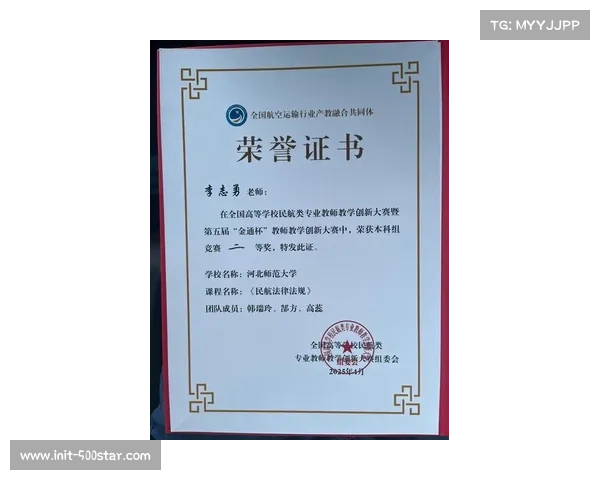 TG: MYYJJPP
全国航空运输行业产教融合共同体
荣誉证书
李志勇 老师：
在全国高等学校民航类专业教师教学创新大赛暨
第五届“金通杯”教师教学创新大赛中，荣获本科组
竞赛 二 等奖，特发此证。
学校名称：河北师范大学
课程名称：《民航法律法规》
团队成员：韩瑞玲、郜方、高蕊
全国高等学校民航类
专业教师教学创新大赛组委会
组委会
2025年4月
www-init-500star.com